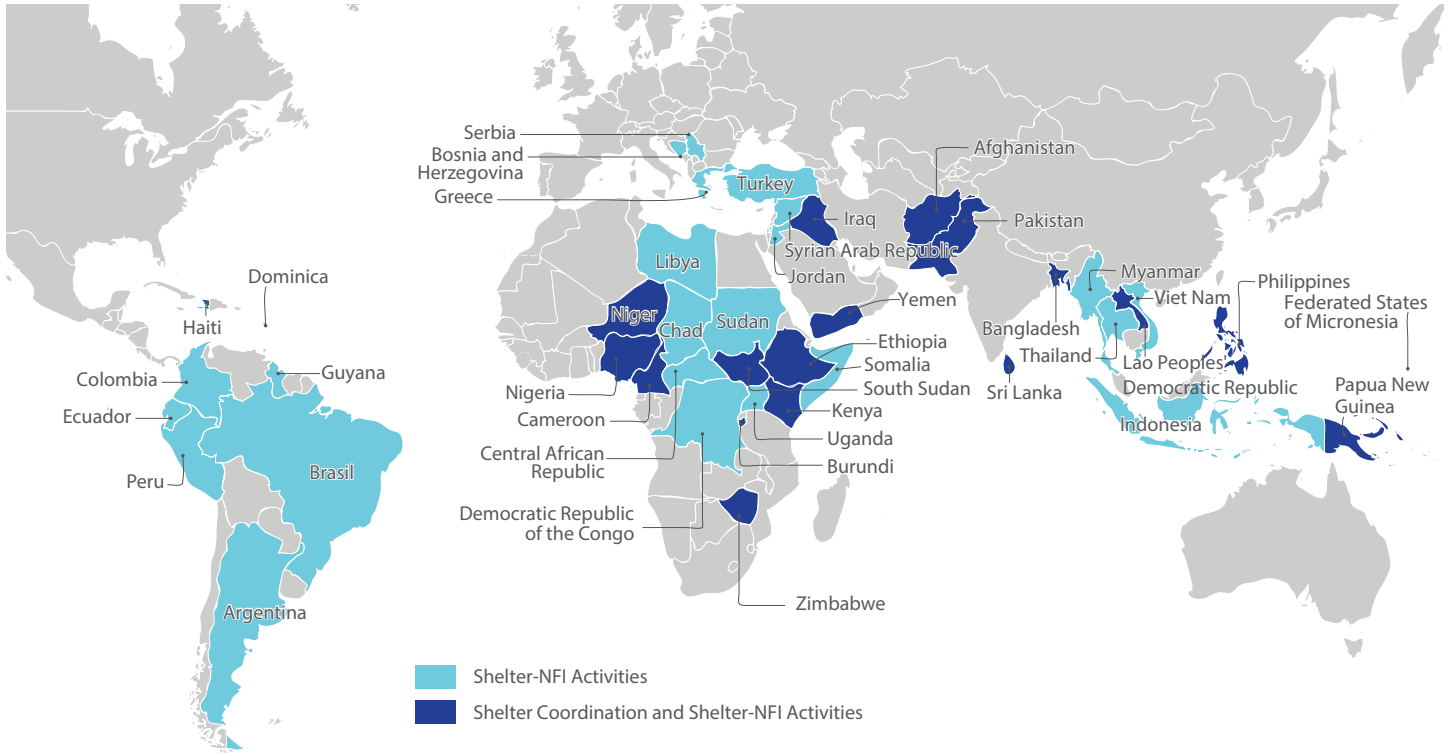 Serbia
Bosnia and
Herzegovina
Greece
Turkey
Afghanistan
Iraq
Pakistan
Syrian Arab Republic
Jordan
Libya
Dominica
Haiti
Niger
Chad
Sudan
Yemen
Myanmar
Viet Nam
Philippines
Federated States
of Micronesia
Bangladesh
Thailand
Lao Peoples
Democratic Republic
Sri Lanka
Papua New
Guinea
Indonesia
Ethiopia
Somalia
South Sudan
Kenya
Uganda
Burundi
Nigeria
Cameroon
Central African
Republic
Democratic Republic
of the Congo
Zimbabwe
Colombia
Guyana
Ecuador
Peru
Brasil
Argentina
Shelter-NFI Activities
Shelter Coordination and Shelter-NFI Activities